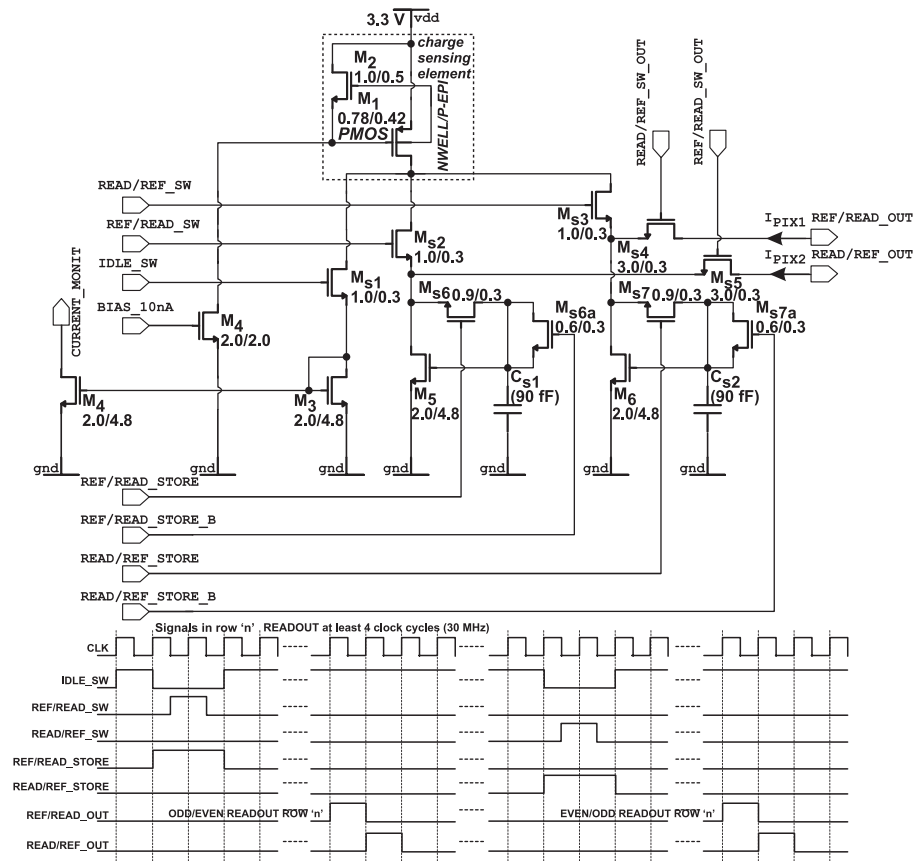 3.3 V vdd
charge
sensing
element
M2
1.0/0.5
M1
0.78/0.42
PMOS
NWELL/P-EPI
READ/REF_SW_OUT
REF/READ_SW_OUT
READ/REF_SW
REF/READ_SW
IDLE_SW
BIAS_10nA
CURRENT_MONIT
Ms3
1.0/0.3
Ms4
3.0/0.3
IPIX1 REF/READ_OUT
IPIX2 READ/REF_OUT
Ms2
1.0/0.3
Ms1
1.0/0.3
Ms5
3.0/0.3
Ms6 0.9/0.3
Ms6a
0.6/0.3
Ms7 0.9/0.3
Ms7a
0.6/0.3
M4
2.0/2.0
M4
2.0/4.8
M3
2.0/4.8
M5
2.0/4.8
Cs1
(90 fF)
M6
2.0/4.8
Cs2
(90 fF)
gnd gnd gnd gnd gnd gnd gnd
REF/READ_STORE
REF/READ_STORE_B
READ/REF_STORE
READ/REF_STORE_B
Signals in row 'n' , READOUT at least 4 clock cycles (30 MHz)
CLK
IDLE_SW
REF/READ_SW
READ/REF_SW
REF/READ_STORE
READ/REF_STORE
REF/READ_OUT ODD/EVEN READOUT ROW 'n' EVEN/ODD READOUT ROW 'n'
READ/REF_OUT